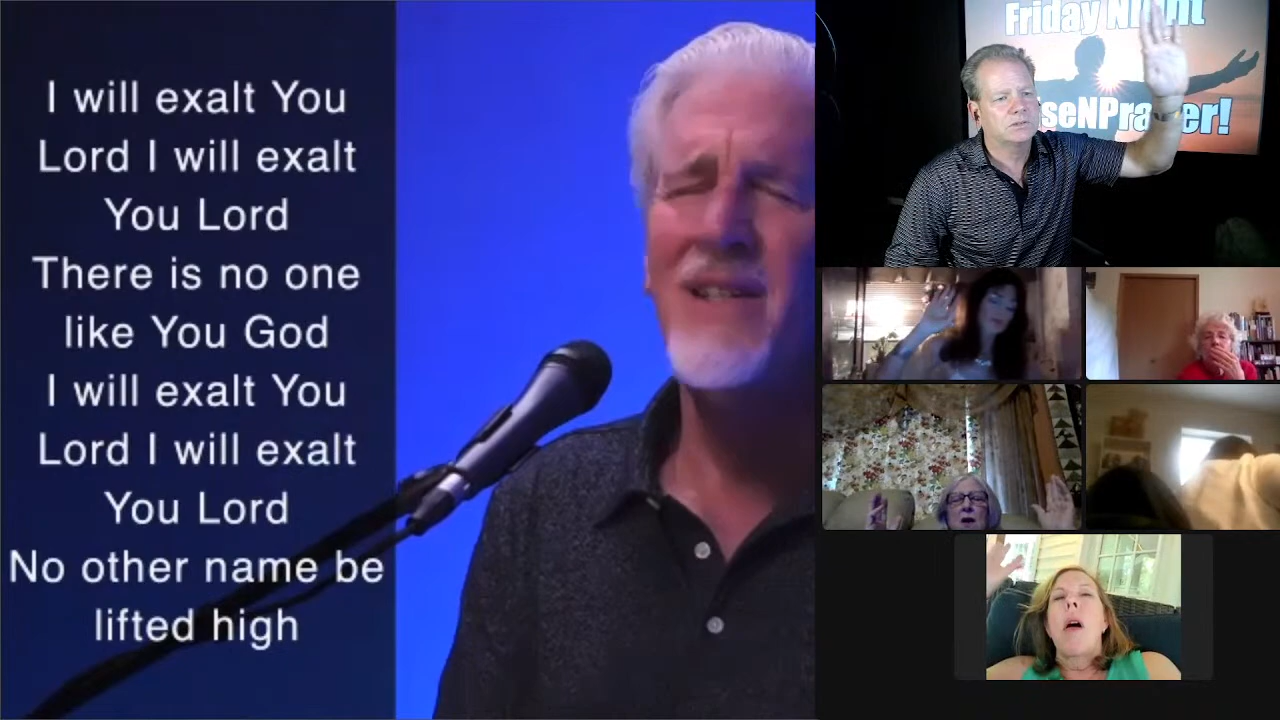 I will exalt You
Lord I will exalt
You Lord
There is no one
like You God
I will exalt You
Lord I will exalt
You Lord
No other name be
lifted high
Friday